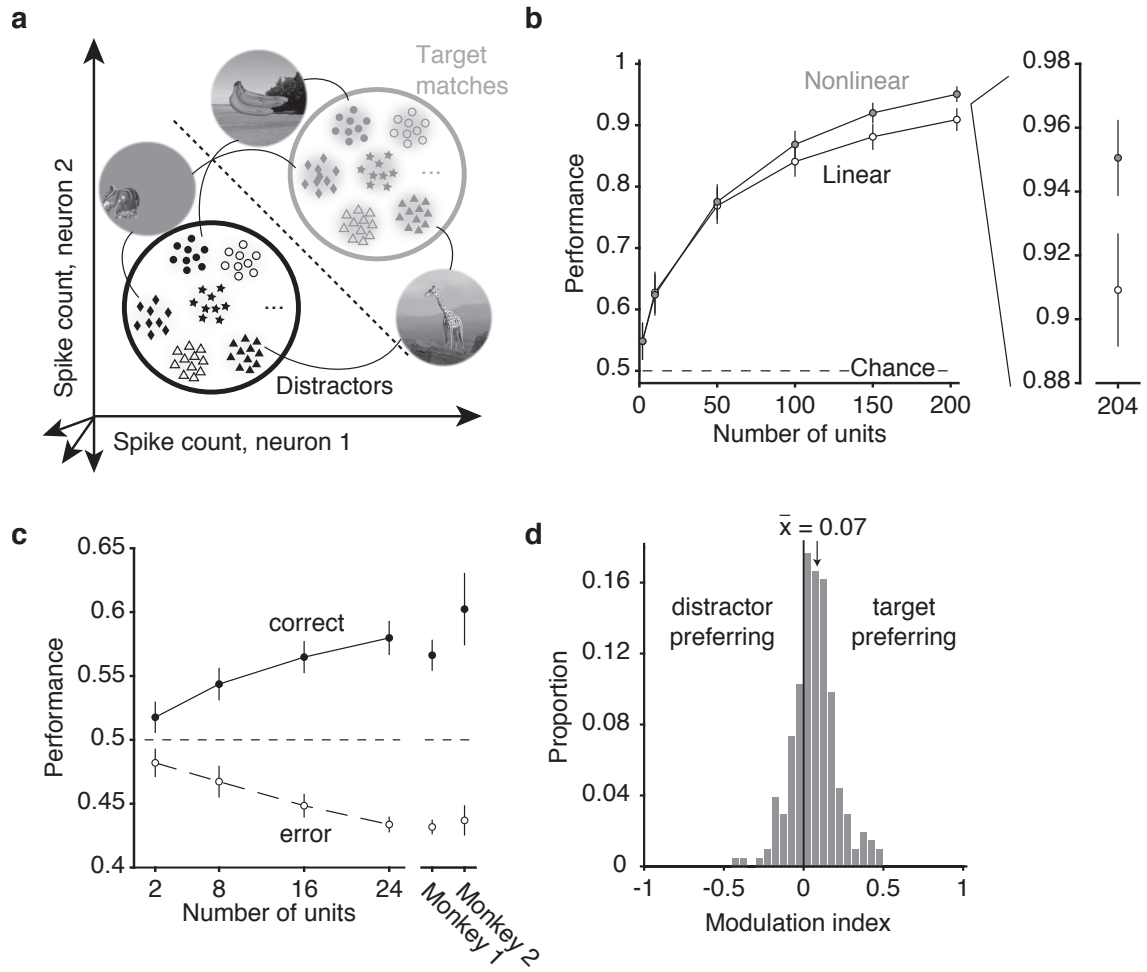 a
Target
matches
Spike count, neuron 2
...
...
Distractors
Spike count, neuron 1
b
1
0.9
0.8
0.7
0.6
0.5
Performance
Nonlinear
Linear
Chance
0
50
100
150
200
Number of units
0.98
0.96
0.94
0.92
0.9
0.88
204
c
0.65
0.6
0.55
0.5
0.45
0.4
Performance
correct
error
2
8
16
24
Number of units
Monkey 1
Monkey 2
d
x̄ = 0.07
0.16
0.12
0.08
0.04
0
Proportion
distractor
preferring
target
preferring
-1
-0.5
0
0.5
1
Modulation index